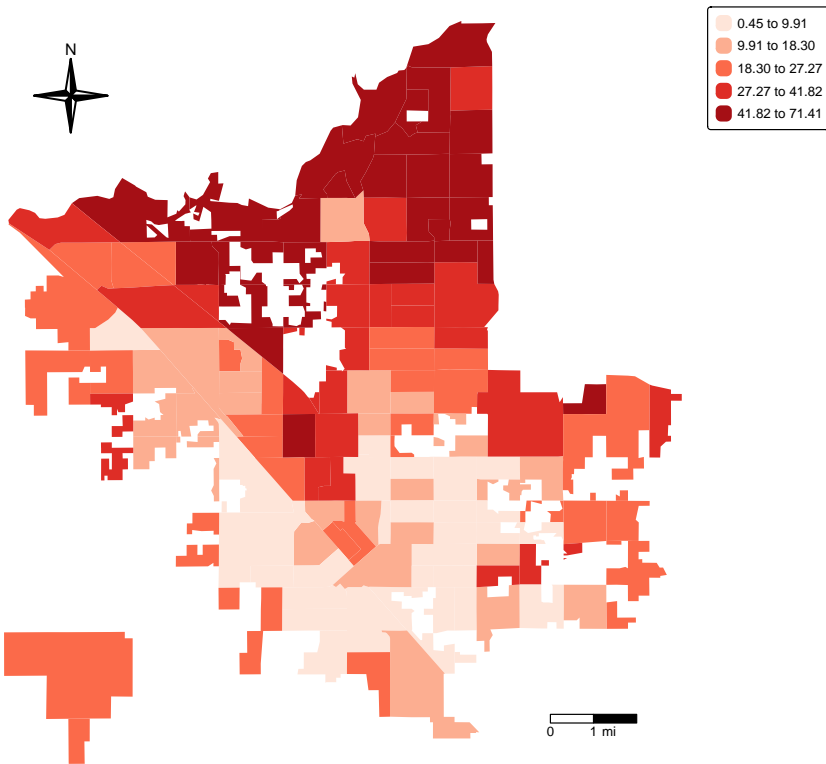 N
0.45 to 9.91
9.91 to 18.30
18.30 to 27.27
27.27 to 41.82
41.82 to 71.41
0 1 mi